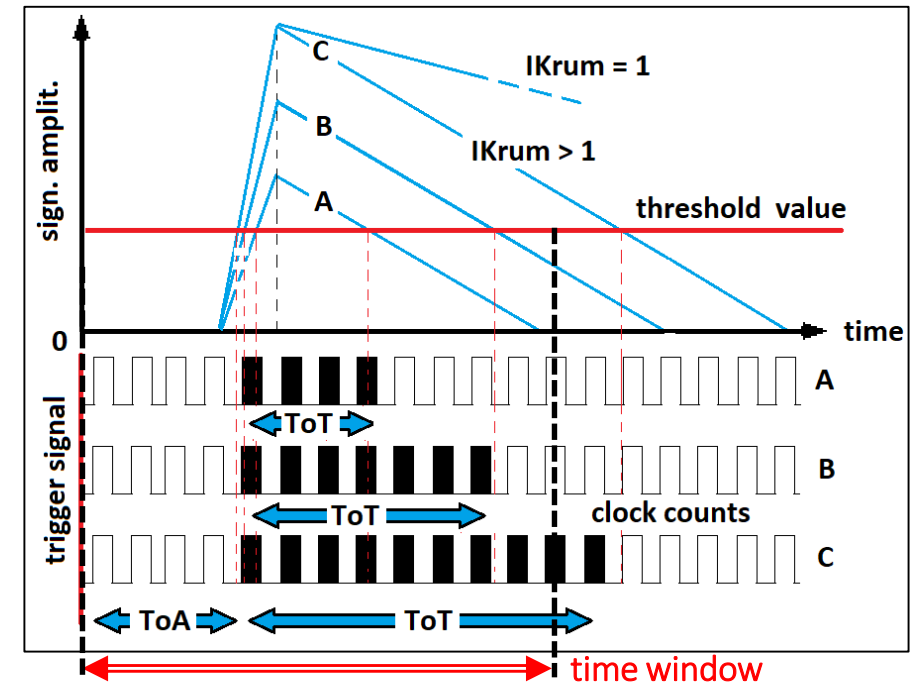 C
IKrum = 1
B
IKrum > 1
A
threshold value
sign. amplit.
0
time
A
ToT
B
ToT
clock counts
trigger signal
C
ToA
ToT
time window